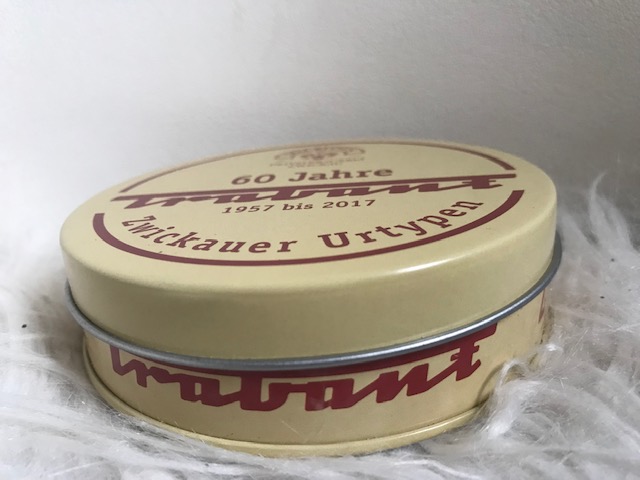 60 Jahre
Trabant
1957 bis 2017
Zwickauer Urtypen
Trabant